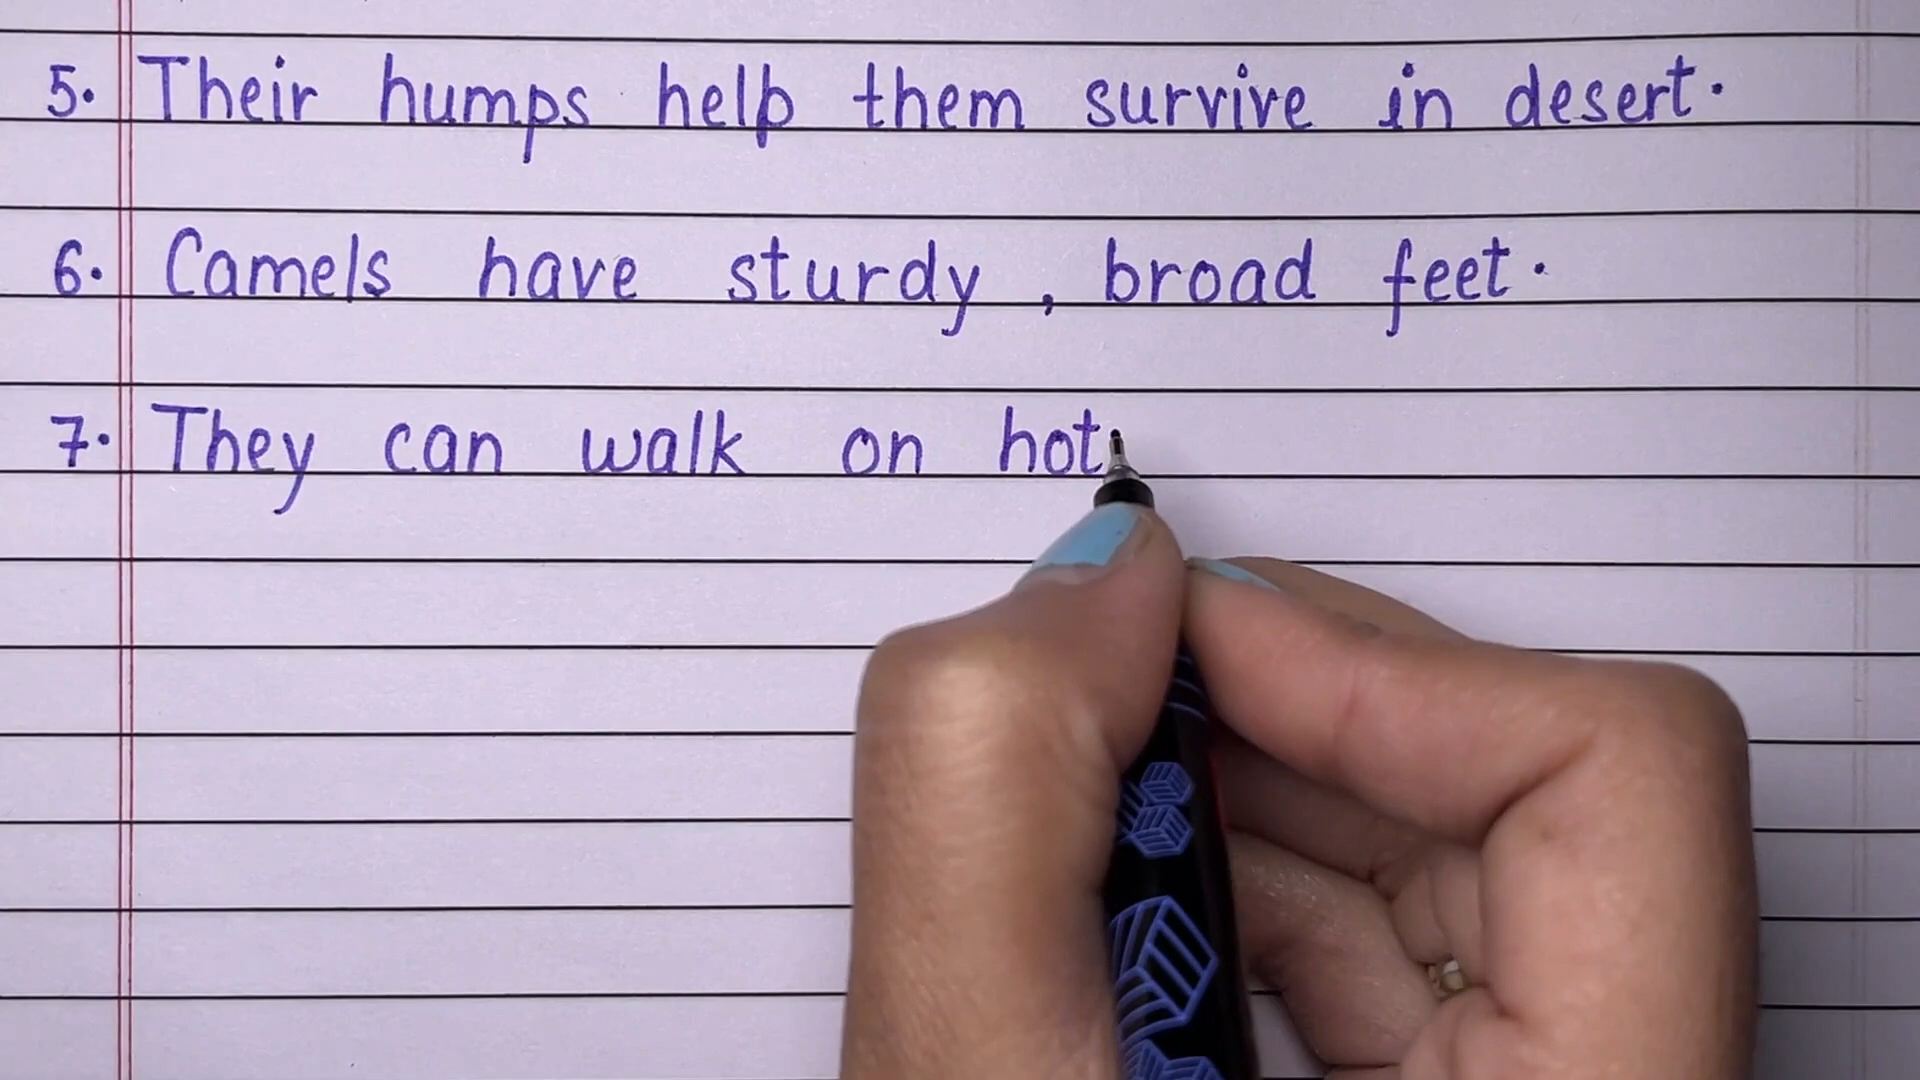 5. Their humps help them survive in desert.
6. Camels have sturdy , broad feet.
7. They can walk on hot